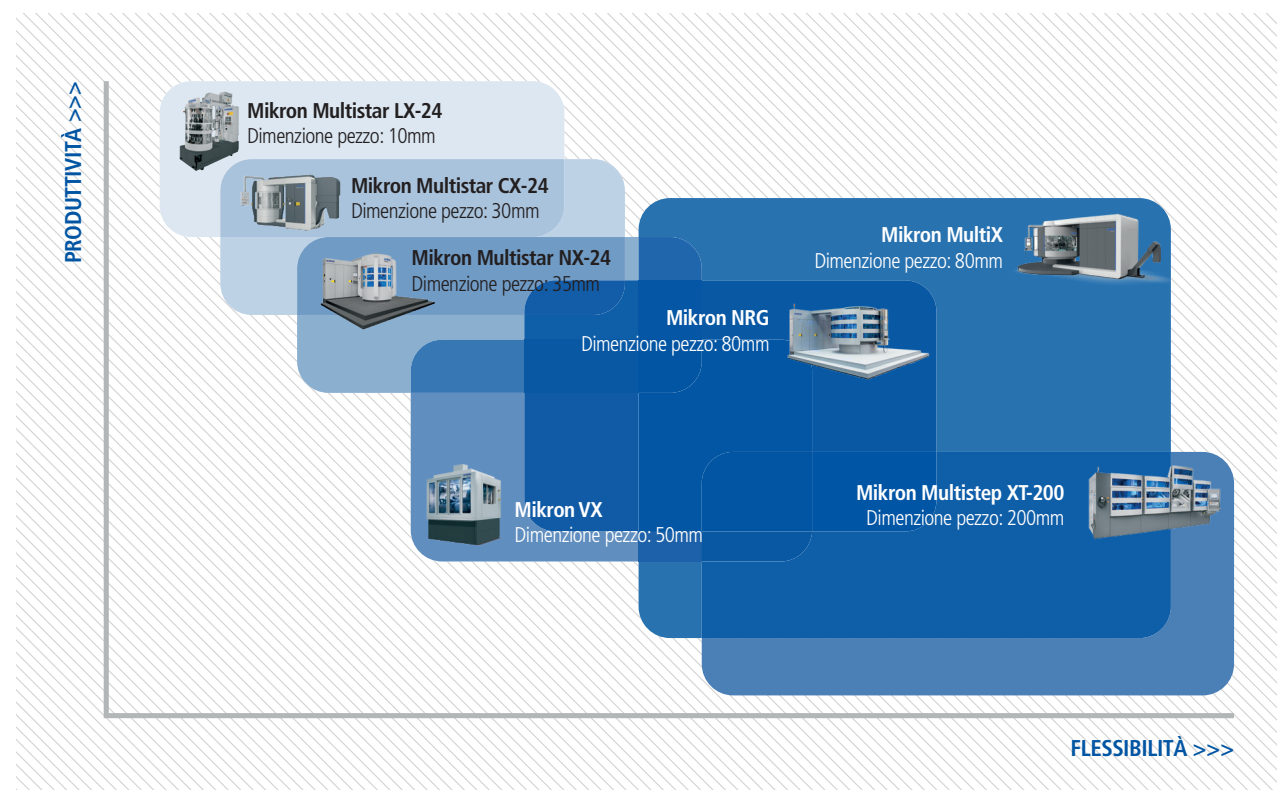 PRODUTTIVITÀ >>>
Mikron Multistar LX-24
Dimenzione pezzo: 10mm
Mikron Multistar CX-24
Dimenzione pezzo: 30mm
Mikron Multistar NX-24
Dimenzione pezzo: 35mm
Mikron MultiX
Dimenzione pezzo: 80mm
Mikron NRG
Dimenzione pezzo: 80mm
Mikron VX
Dimenzione pezzo: 50mm
Mikron Multistep XT-200
Dimenzione pezzo: 200mm
FLESSIBILITÀ >>>